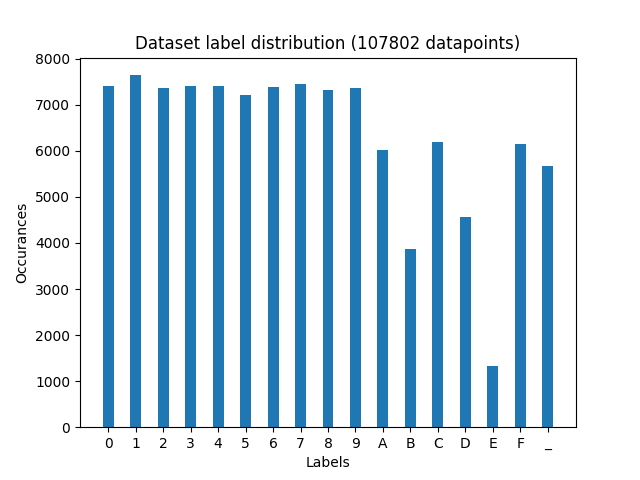 Dataset label distribution (107802 datapoints)
8000
7000
6000
5000
4000
3000
2000
1000
0
Occurances
0 1 2 3 4 5 6 7 8 9 A B C D E F _
Labels